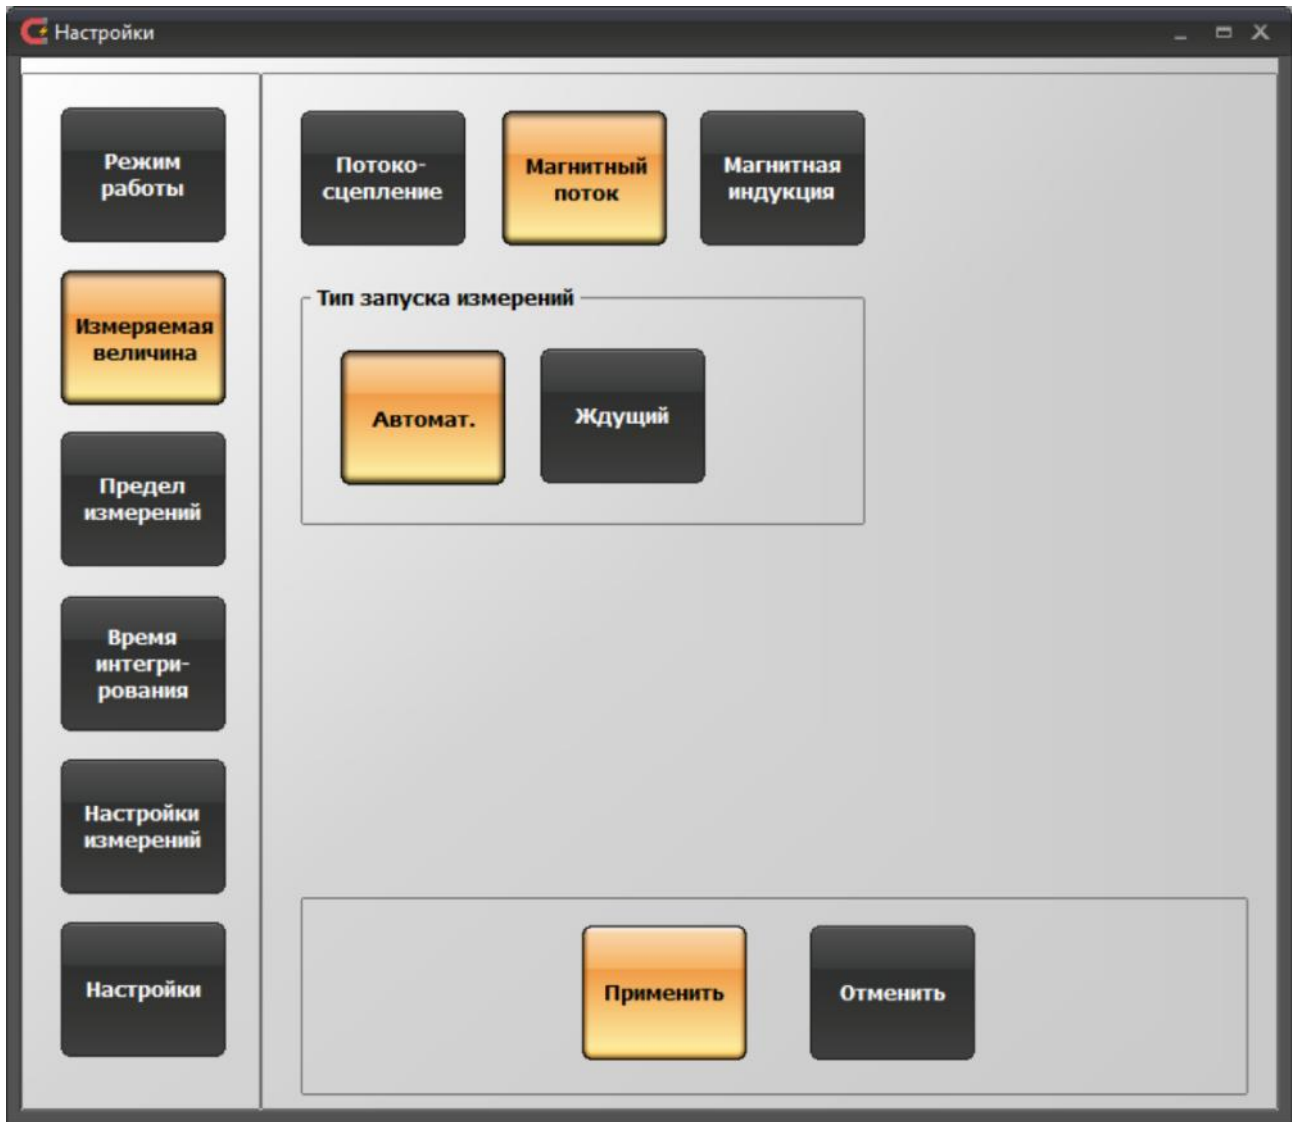 Настройки
Режим
работы
Измеряемая
величина
Предел
измерений
Время
интегри-
рования
Настройки
измерений
Настройки
Потоко-
сцепление
Магнитный
поток
Магнитная
индукция
Тип запуска измерений
Автомат.
Ждущий
Применить
Отменить